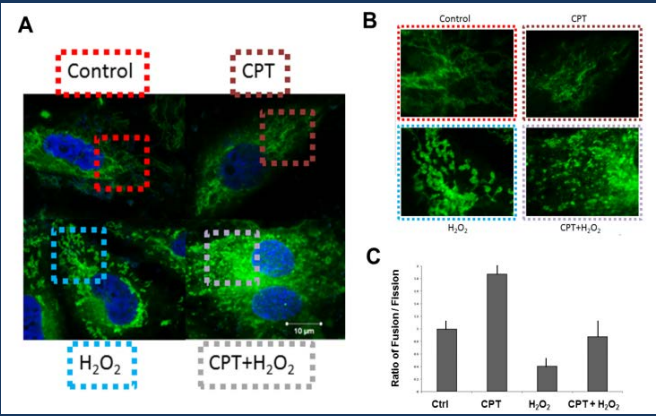 A
Control
CPT
10 µm
H₂O₂
CPT+H₂O₂
B
Control
CPT
H₂O₂
CPT+H₂O₂
C
Ratio of Fusion / Fission
Ctrl
CPT
H₂O₂
CPT + H₂O₂